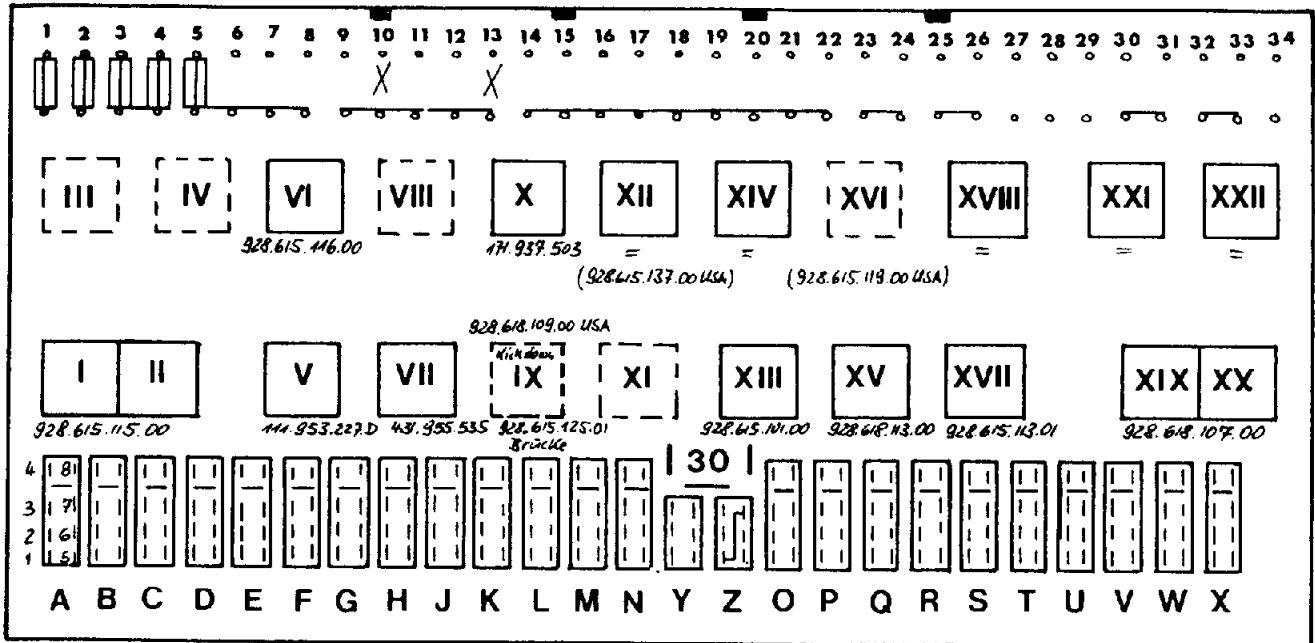 1 2 3 4 5 6 7 8 9 10 11 12 13 14 15 16 17 18 19 20 21 22 23 24 25 26 27 28 29 30 31 32 33 34
X X
III IV VI VIII X XII XIV XVI XVIII XXI XXII
928.615.116.00 171.937.503 = = = = =
(928.615.137.00 USA) (928.615.119.00 USA)
928.618.109.00 USA
Kickdown
I II V VII IX XI XIII XV XVII XIX XX
928.615.115.00 111.953.227.D 431.955.535 928.615.125.01 928.615.101.00 928.618.113.00 928.615.113.01 928.618.107.00
Brücke
30
4 8
3 7
2 6
1 5
A B C D E F G H J K L M N Y Z O P Q R S T U V W X